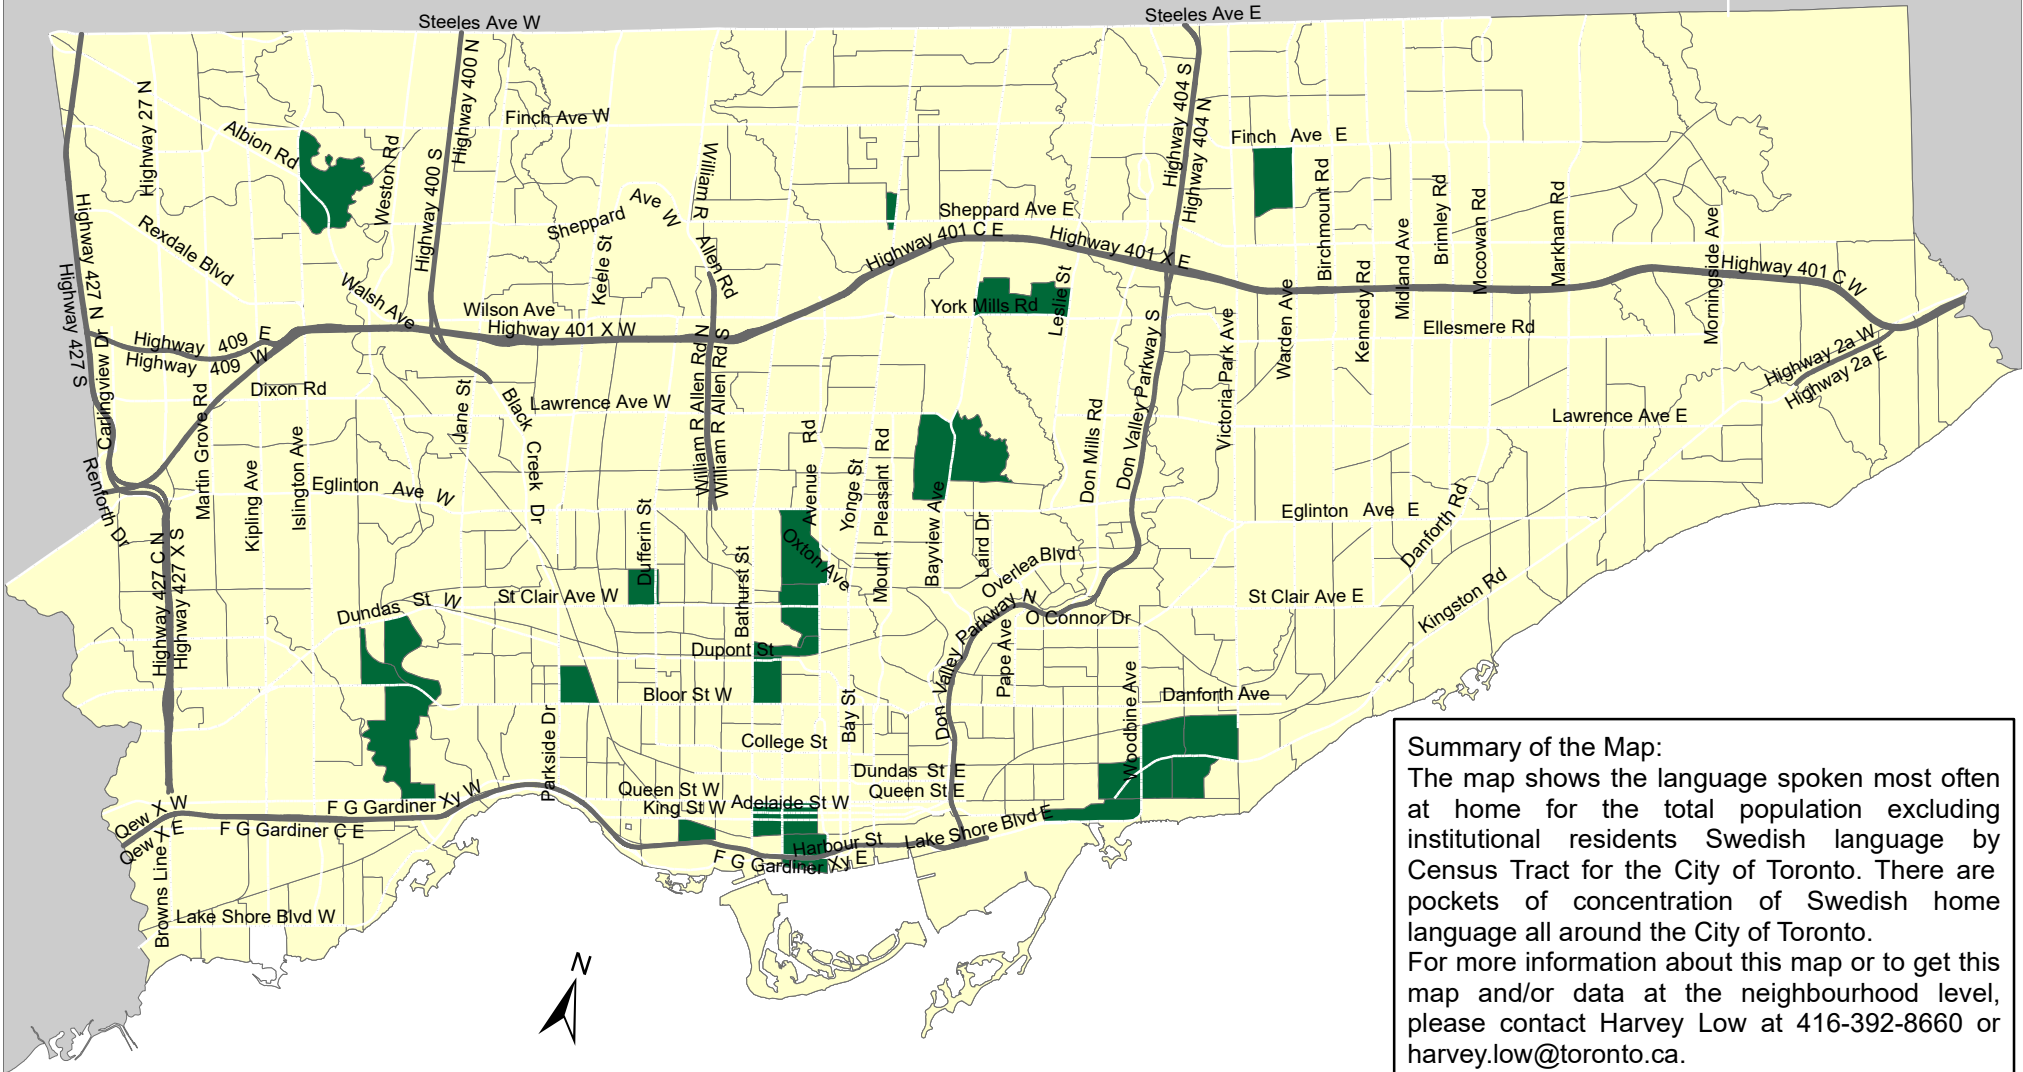 Steeles Ave W
Steeles Ave E
Highway 27 N
Albion Rd
Weston Rd
Highway 400 N
Highway 400 S
Finch Ave W
William R Allen Rd
Highway 404 S
Highway 404 N
Finch Ave E
Birchmount Rd
Highway 427 N
Highway 427 S
Rexdale Blvd
Sheppard Ave W
Keele St
Sheppard Ave E
Highway 401 C E
Highway 401 X E
Midland Ave
Brimley Rd
Mccowan Rd
Markham Rd
Morningside Ave
Highway 401 C W
Walsh Ave
Wilson Ave
Highway 401 X W
York Mills Rd
Leslie St
Warden Ave
Kennedy Rd
Ellesmere Rd
Highway 409 E
Highway 409 W
Carlingview Dr
Martin Grove Rd
Dixon Rd
Jane St
Black Creek Dr
Lawrence Ave W
William R Allen Rd N
William R Allen Rd S
Don Mills Rd
Don Valley Parkway S
Victoria Park Ave
Highway 2a W
Highway 2a E
Lawrence Ave E
Renforth Dr
Kipling Ave
Islington Ave
Eglinton Ave W
Dufferin St
Bathurst St
Avenue Rd
Oxton Ave
Yonge St
Mount Pleasant Rd
Bayview Ave
Laird Dr
Overlea Blvd
Eglinton Ave E
Danforth Rd
Highway 427 C N
Highway 427 X S
Dundas St W
St Clair Ave W
Don Valley Parkway N
O Connor Dr
St Clair Ave E
Kingston Rd
Dupont St
Pape Ave
Woodbine Ave
Bloor St W
Bay St
Danforth Ave
Parkside Dr
College St
Dundas St E
Queen St E
Queen St W
King St W
Adelaide St W
Qew X W
Qew X E
F G Gardiner Xy W
F G Gardiner C E
Harbour St
Lake Shore Blvd E
F G Gardiner Xy E
Browns Line
Lake Shore Blvd W
N
Summary of the Map:
The map shows the language spoken most often
at home for the total population excluding
institutional residents Swedish language by
Census Tract for the City of Toronto. There are
pockets of concentration of Swedish home
language all around the City of Toronto.
For more information about this map or to get this
map and/or data at the neighbourhood level,
please contact Harvey Low at 416-392-8660 or
harvey.low@toronto.ca.